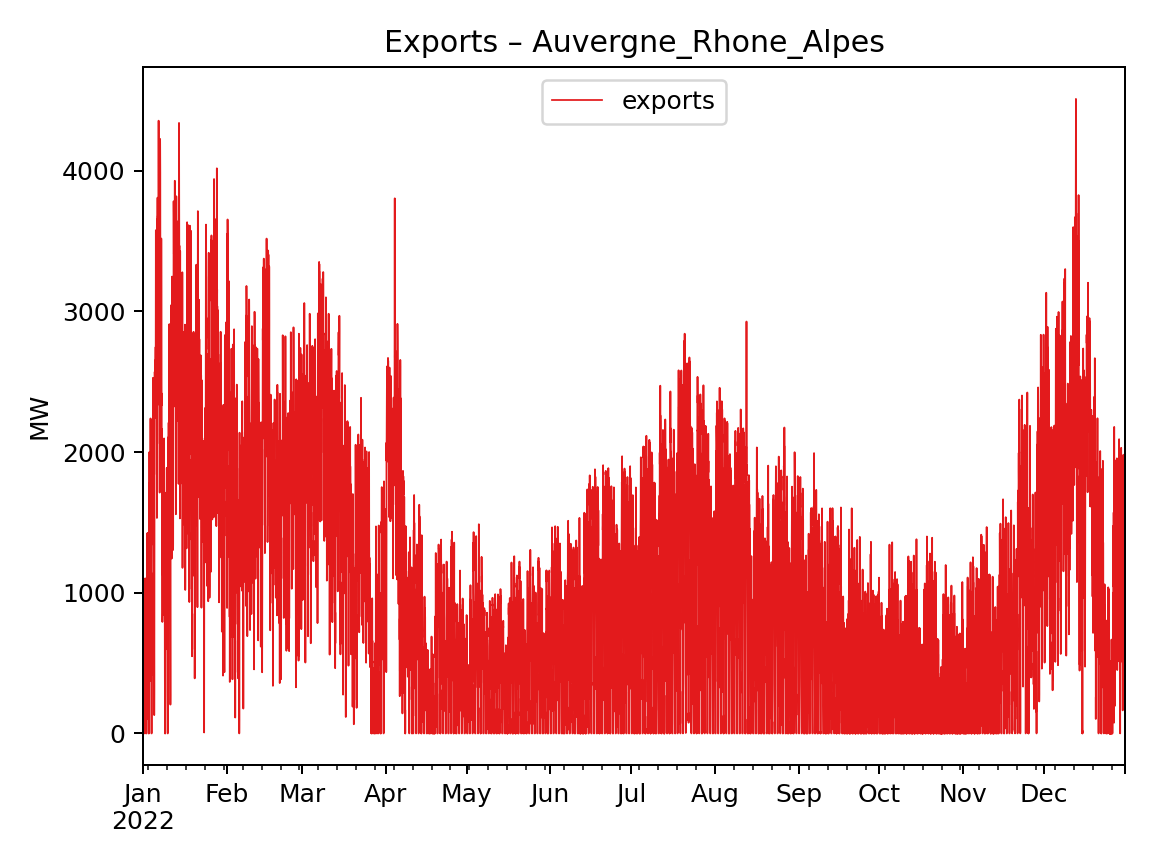 Exports – Auvergne_Rhone_Alpes
exports
MW
4000
3000
2000
1000
0
Jan Feb Mar Apr May Jun Jul Aug Sep Oct Nov Dec
2022